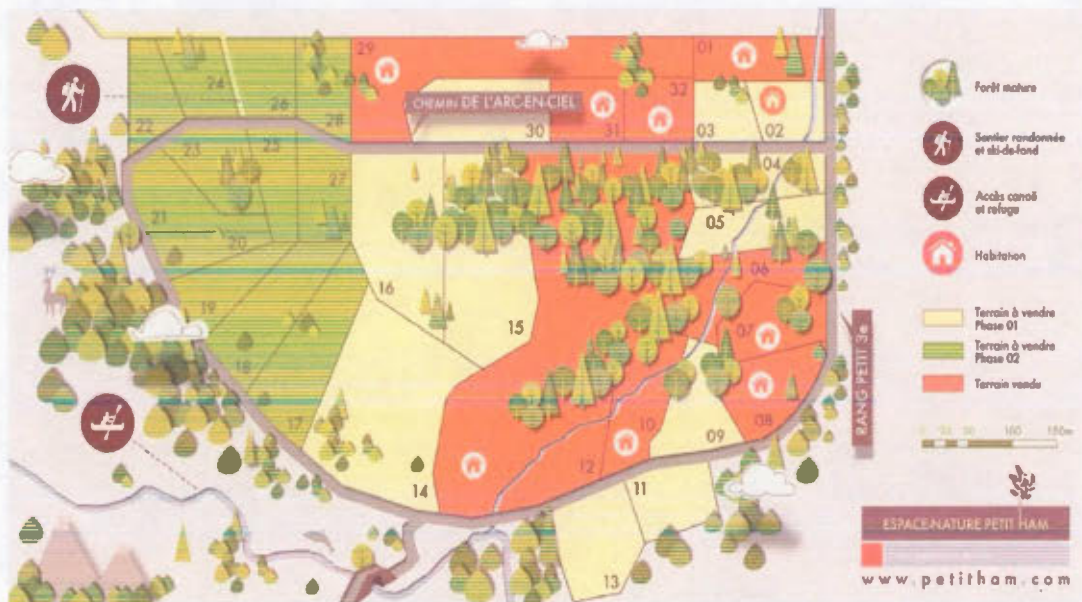 29
01
24
26
28
CHEMIN DE L'ARC-EN-CIEL
32
30
31
03
02
22
23
25
27
04
05
21
20
06
16
15
19
07
18
10
08
09
17
12
14
11
13
Forêt mature
Sentier randonnée
et ski-de-fond
Accès canoë
et refuge
Habitation
Terrain à vendre
Phase 01
Terrain à vendre
Phase 02
Terrain vendu
RANG PETIT 3e
100 150m
ESPACE-NATURE PETIT HAM
www.petitham.com